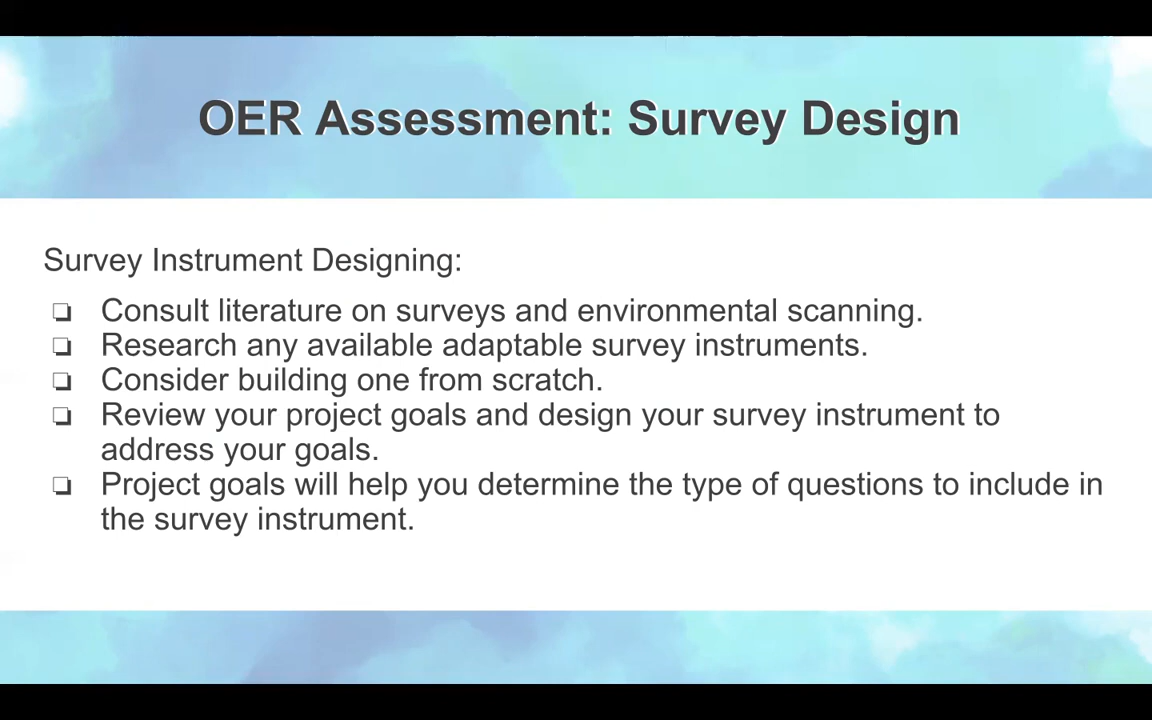 OER Assessment: Survey Design
Survey Instrument Designing:
❏ Consult literature on surveys and environmental scanning.
❏ Research any available adaptable survey instruments.
❏ Consider building one from scratch.
❏ Review your project goals and design your survey instrument to
address your goals.
❏ Project goals will help you determine the type of questions to include in
the survey instrument.